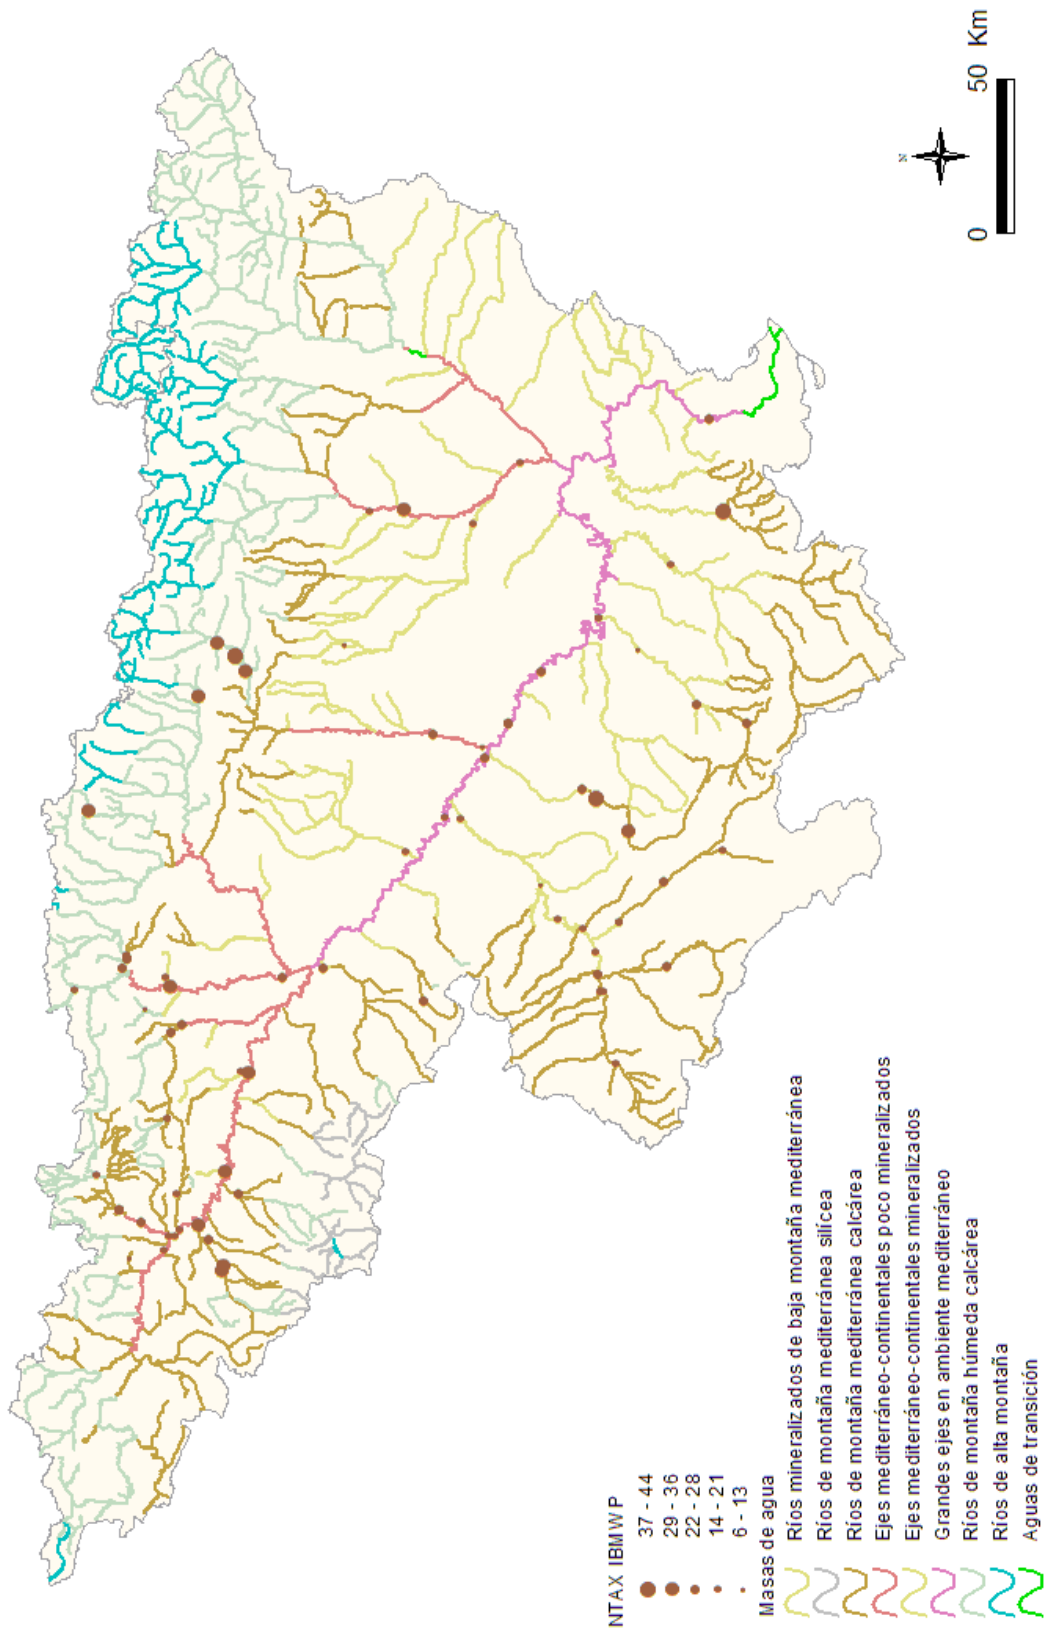 NTAX IBMWP
37 - 44
29 - 36
22 - 28
14 - 21
6 - 13
Masas de agua
Ríos mineralizados de baja montaña mediterránea
Ríos de montaña mediterránea silícea
Ríos de montaña mediterránea calcárea
Ejes mediterráneo-continentales poco mineralizados
Ejes mediterráneo-continentales mineralizados
Grandes ejes en ambiente mediterráneo
Ríos de montaña húmeda calcárea
Ríos de alta montaña
Aguas de transición
N
0 50 Km